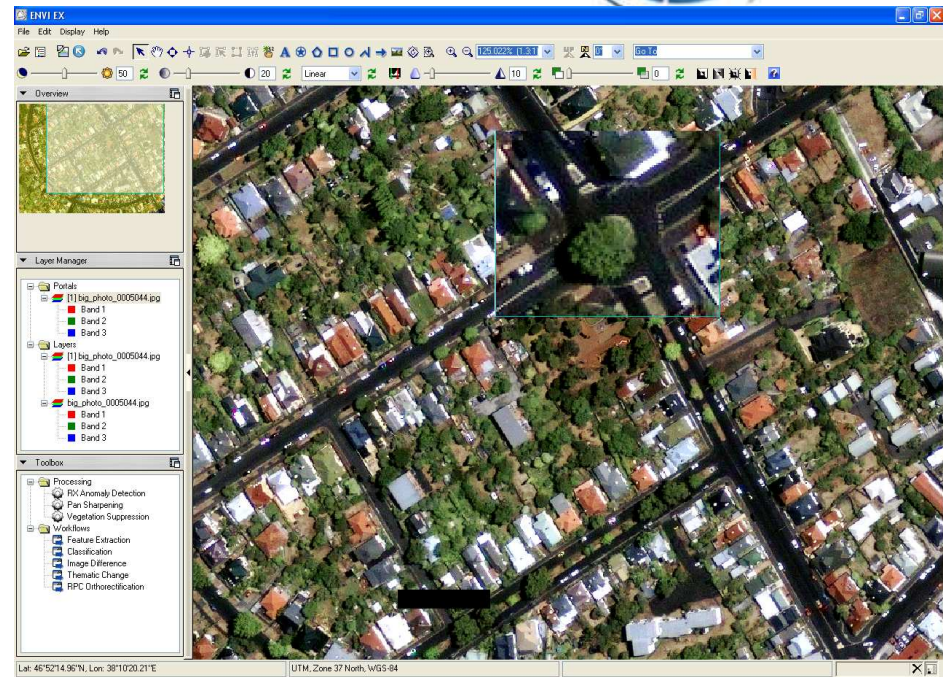 ENVI EX
File Edit Display Help
125.022% (1.3:1) 0° Go To
50 20 Linear 10 0
Overview
Layer Manager
Portals
[1] big_photo_0005044.jpg
Band 1
Band 2
Band 3
Layers
[1] big_photo_0005044.jpg
Band 1
Band 2
Band 3
big_photo_0005044.jpg
Band 1
Band 2
Band 3
Toolbox
Processing
RX Anomaly Detection
Pan Sharpening
Vegetation Suppression
Workflows
Feature Extraction
Classification
Image Difference
Thematic Change
RPC Orthorectification
Lat: 46°52'14.96"N, Lon: 38°10'20.21"E UTM, Zone 37 North, WGS-84